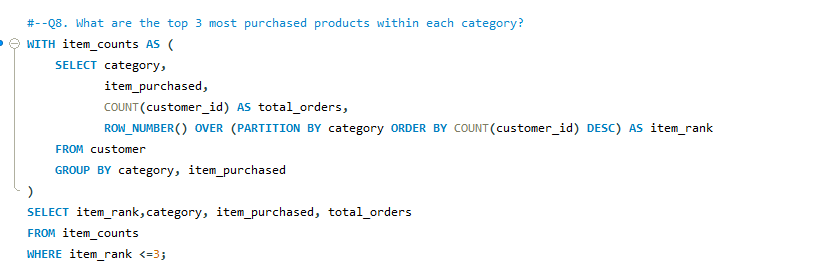 #--Q8. What are the top 3 most purchased products within each category?
WITH item_counts AS (
SELECT category,
item_purchased,
COUNT(customer_id) AS total_orders,
ROW_NUMBER() OVER (PARTITION BY category ORDER BY COUNT(customer_id) DESC) AS item_rank
FROM customer
GROUP BY category, item_purchased
)
SELECT item_rank,category, item_purchased, total_orders
FROM item_counts
WHERE item_rank <=3;